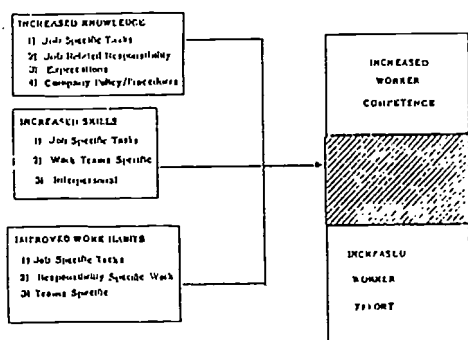 INCREASED KNOWLEDGE
1) Job Specific Tasks
2) Job Related Responsibility
3) Expectations
4) Company Policy/Procedures
INCREASED SKILLS
1) Job Specific Tasks
2) Work Teams Specific
3) Interpersonal
IMPROVED WORK HABITS
1) Job Specific Tasks
2) Responsibility Specific Work
3) Teams Specific
INCREASED
WORKER
COMPETENCE
INCREASED
WORKER
EFFORT